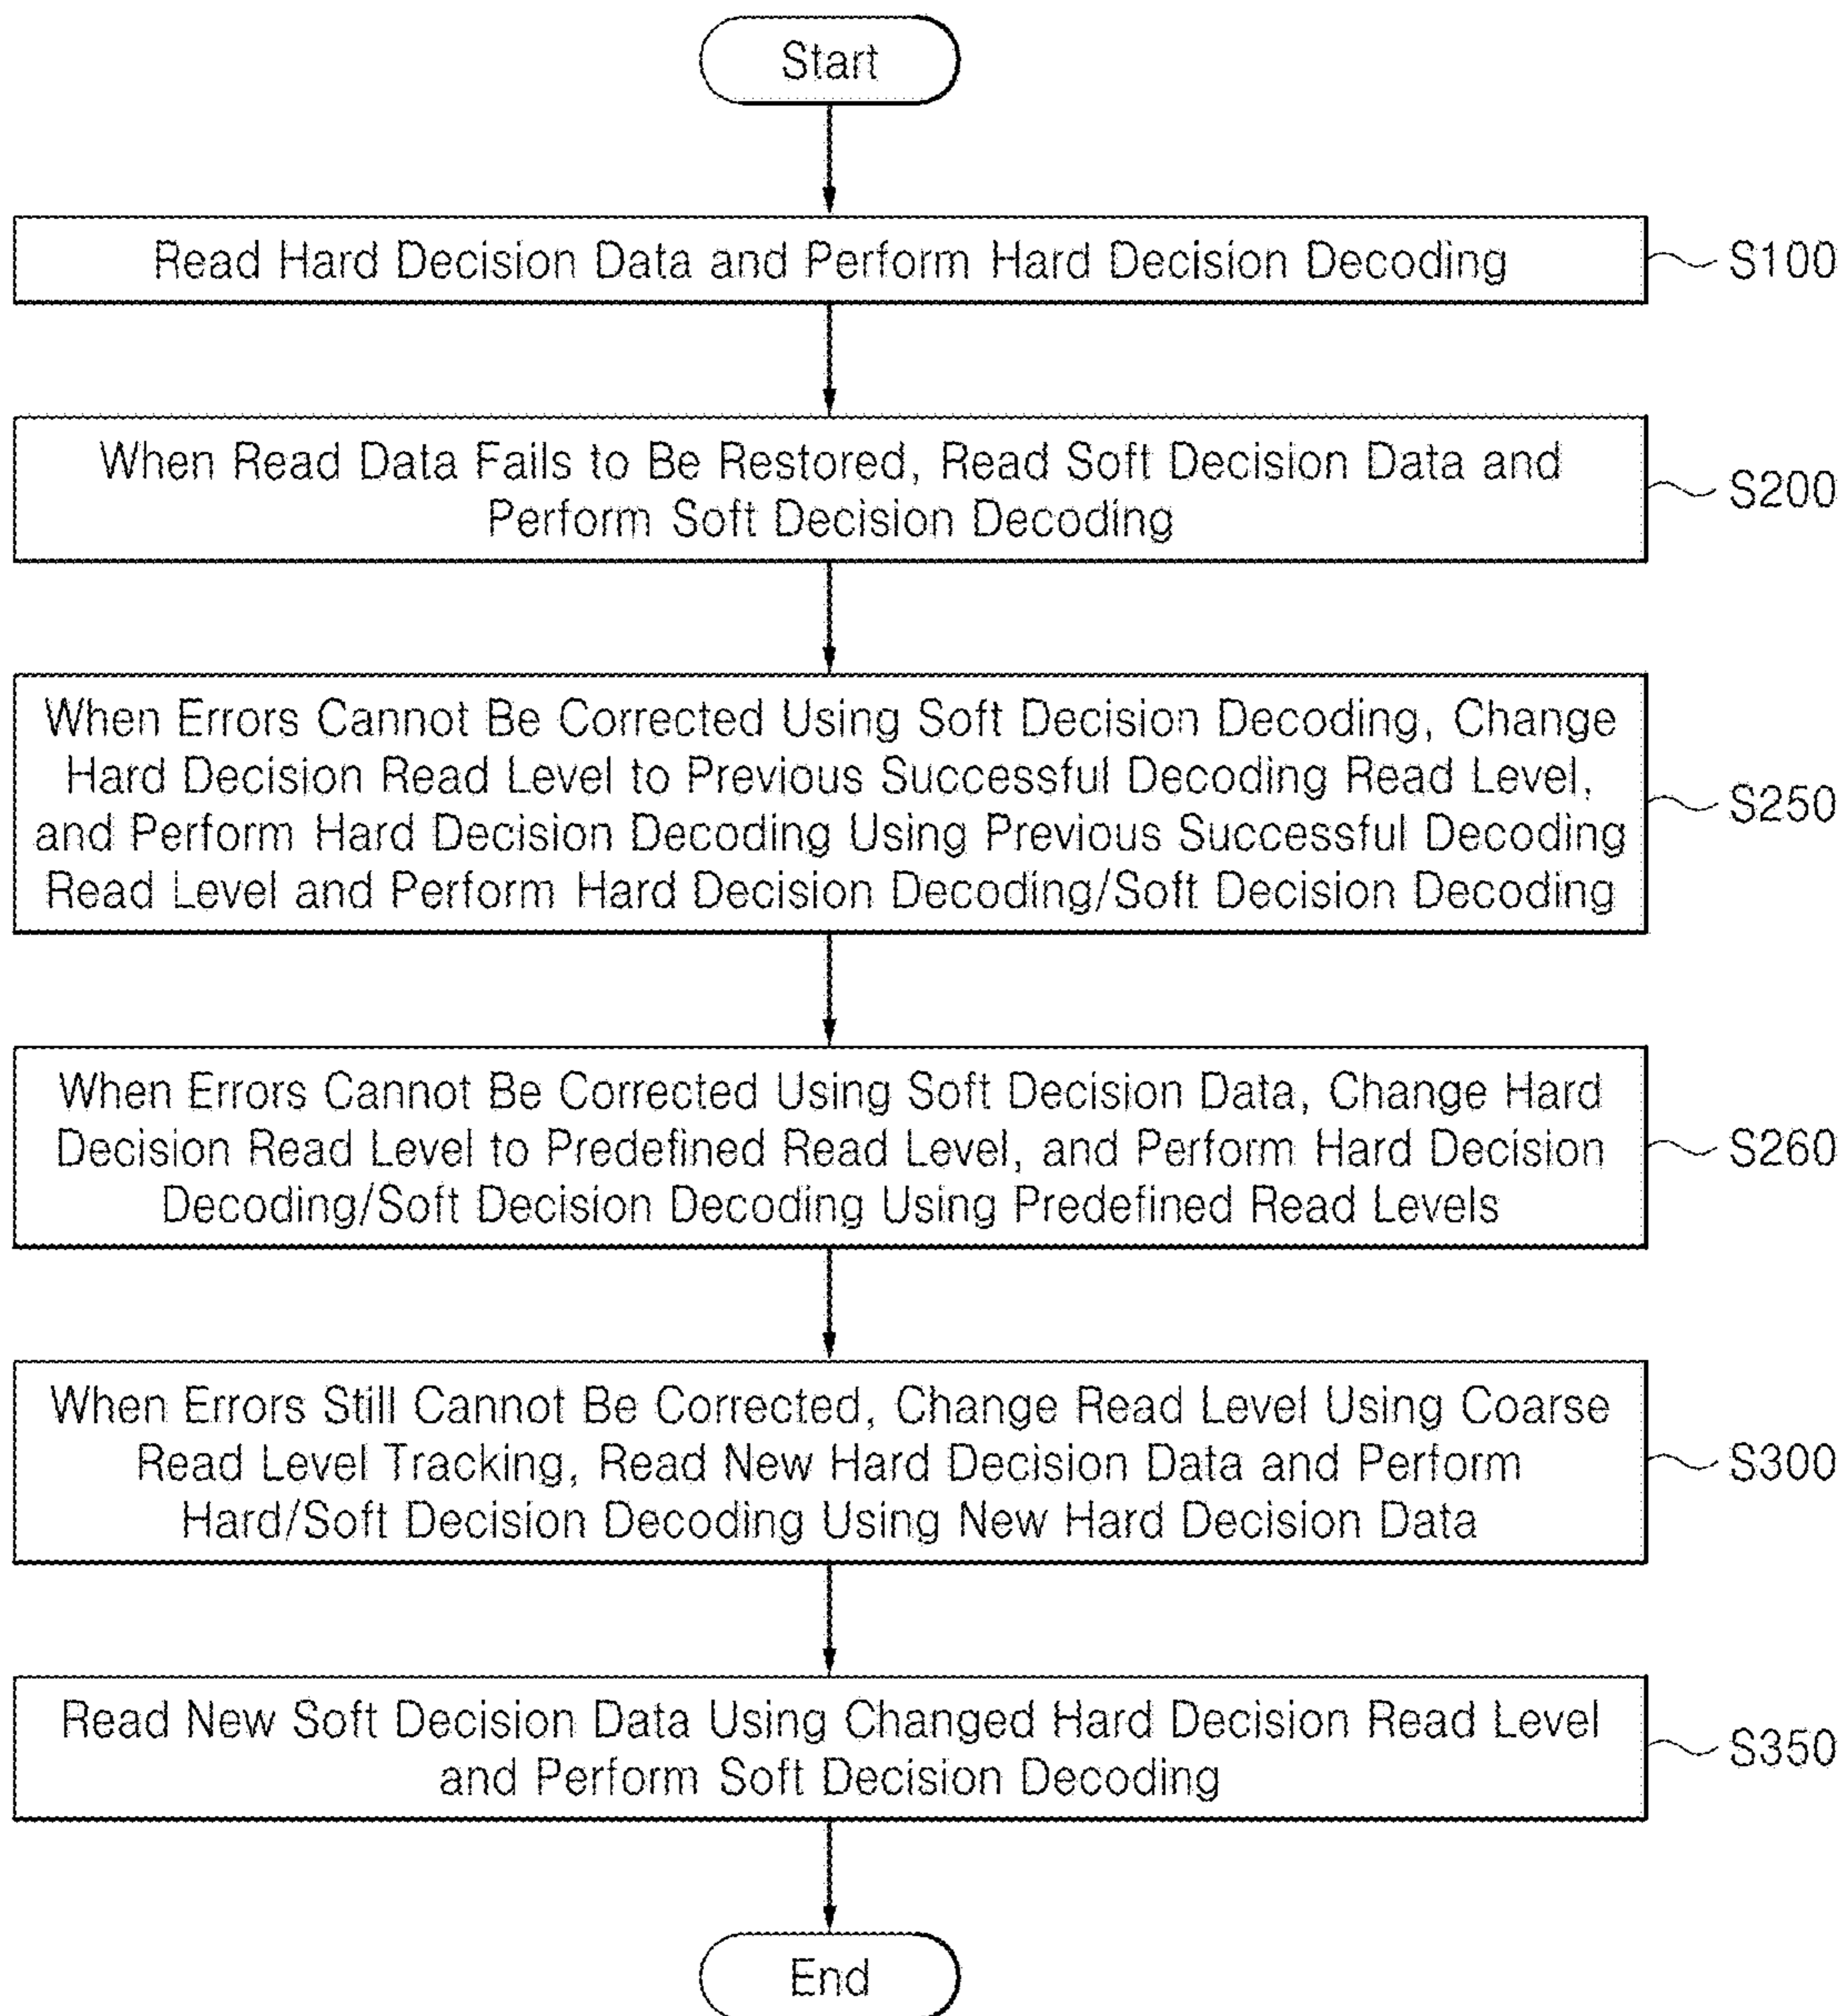 Start
Read Hard Decision Data and Perform Hard Decision Decoding
S100
When Read Data Fails to Be Restored, Read Soft Decision Data and
Perform Soft Decision Decoding
S200
When Errors Cannot Be Corrected Using Soft Decision Decoding, Change
Hard Decision Read Level to Previous Successful Decoding Read Level,
and Perform Hard Decision Decoding Using Previous Successful Decoding
Read Level and Perform Hard Decision Decoding/Soft Decision Decoding
S250
When Errors Cannot Be Corrected Using Soft Decision Data, Change Hard
Decision Read Level to Predefined Read Level, and Perform Hard Decision
Decoding/Soft Decision Decoding Using Predefined Read Levels
S260
When Errors Still Cannot Be Corrected, Change Read Level Using Coarse
Read Level Tracking, Read New Hard Decision Data and Perform
Hard/Soft Decision Decoding Using New Hard Decision Data
S300
Read New Soft Decision Data Using Changed Hard Decision Read Level
and Perform Soft Decision Decoding
S350
End